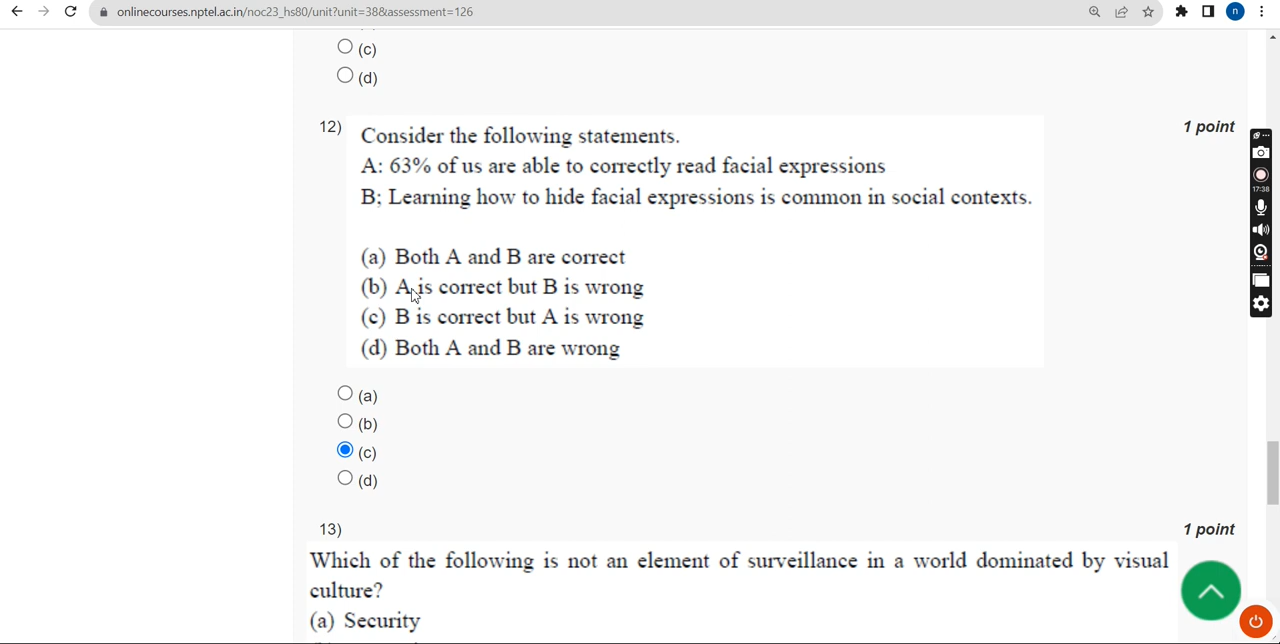 onlinecourses.nptel.ac.in/noc23_hs80/unit?unit=38&assessment=126
n
(c)
(d)
12)
1 point
Consider the following statements.
A: 63% of us are able to correctly read facial expressions
B; Learning how to hide facial expressions is common in social contexts.
(a) Both A and B are correct
(b) A is correct but B is wrong
(c) B is correct but A is wrong
(d) Both A and B are wrong
(a)
(b)
(c)
(d)
17:38
13)
1 point
Which of the following is not an element of surveillance in a world dominated by visual
culture?
(a) Security